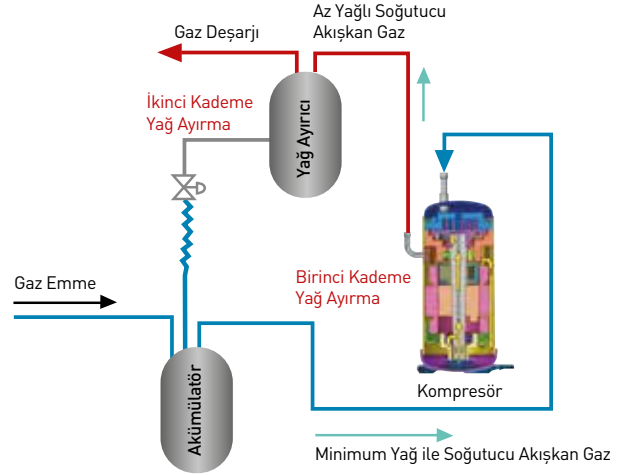 Az Yağlı Soğutucu
Akışkan Gaz
Gaz Deşarjı
İkinci Kademe
Yağ Ayırma
Yağ Ayırıcı
Birinci Kademe
Yağ Ayırma
Gaz Emme
Akümülatör
Kompresör
Minimum Yağ ile Soğutucu Akışkan Gaz